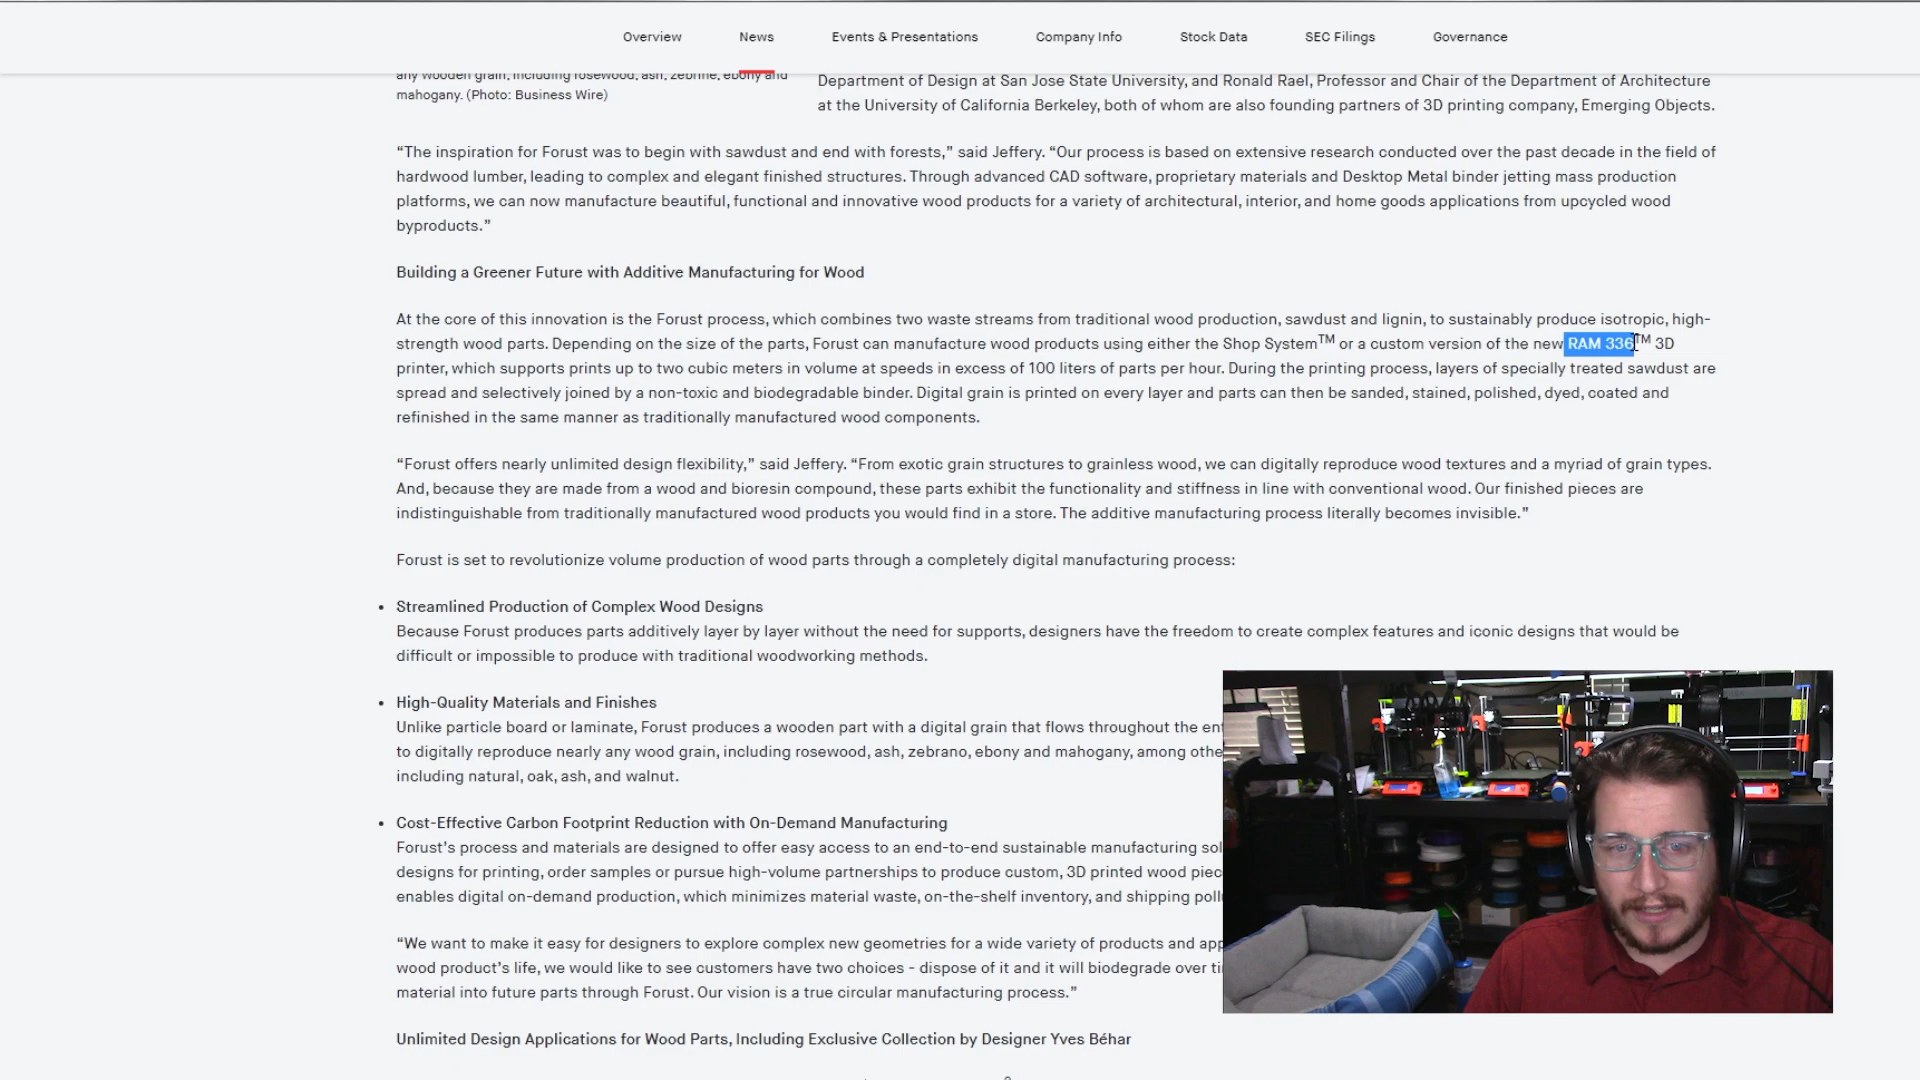 Overview News Events & Presentations Company Info Stock Data SEC Filings Governance
any wooden grain, including rosewood, ash, zebrine, ebony and
mahogany. (Photo: Business Wire)
Department of Design at San Jose State University, and Ronald Rael, Professor and Chair of the Department of Architecture
at the University of California Berkeley, both of whom are also founding partners of 3D printing company, Emerging Objects.
“The inspiration for Forust was to begin with sawdust and end with forests,” said Jeffery. “Our process is based on extensive research conducted over the past decade in the field of
hardwood lumber, leading to complex and elegant finished structures. Through advanced CAD software, proprietary materials and Desktop Metal binder jetting mass production
platforms, we can now manufacture beautiful, functional and innovative wood products for a variety of architectural, interior, and home goods applications from upcycled wood
byproducts.”
Building a Greener Future with Additive Manufacturing for Wood
At the core of this innovation is the Forust process, which combines two waste streams from traditional wood production, sawdust and lignin, to sustainably produce isotropic, high-
strength wood parts. Depending on the size of the parts, Forust can manufacture wood products using either the Shop System™ or a custom version of the new RAM 336™ 3D
printer, which supports prints up to two cubic meters in volume at speeds in excess of 100 liters of parts per hour. During the printing process, layers of specially treated sawdust are
spread and selectively joined by a non-toxic and biodegradable binder. Digital grain is printed on every layer and parts can then be sanded, stained, polished, dyed, coated and
refinished in the same manner as traditionally manufactured wood components.
“Forust offers nearly unlimited design flexibility,” said Jeffery. “From exotic grain structures to grainless wood, we can digitally reproduce wood textures and a myriad of grain types.
And, because they are made from a wood and bioresin compound, these parts exhibit the functionality and stiffness in line with conventional wood. Our finished pieces are
indistinguishable from traditionally manufactured wood products you would find in a store. The additive manufacturing process literally becomes invisible.”
Forust is set to revolutionize volume production of wood parts through a completely digital manufacturing process:
• Streamlined Production of Complex Wood Designs
Because Forust produces parts additively layer by layer without the need for supports, designers have the freedom to create complex features and iconic designs that would be
difficult or impossible to produce with traditional woodworking methods.
• High-Quality Materials and Finishes
Unlike particle board or laminate, Forust produces a wooden part with a digital grain that flows throughout the
to digitally reproduce nearly any wood grain, including rosewood, ash, zebrano, ebony and mahogany, among
including natural, oak, ash, and walnut.
• Cost-Effective Carbon Footprint Reduction with On-Demand Manufacturing
Forust’s process and materials are designed to offer easy access to an end-to-end sustainable manufacturing
designs for printing, order samples or pursue high-volume partnerships to produce custom, 3D printed wood
enables digital on-demand production, which minimizes material waste, on-the-shelf inventory, and shipping
“We want to make it easy for designers to explore complex new geometries for a wide variety of products and
wood product’s life, we would like to see customers have two choices - dispose of it and it will biodegrade over
material into future parts through Forust. Our vision is a true circular manufacturing process.”
Unlimited Design Applications for Wood Parts, Including Exclusive Collection by Designer Yves Béhar